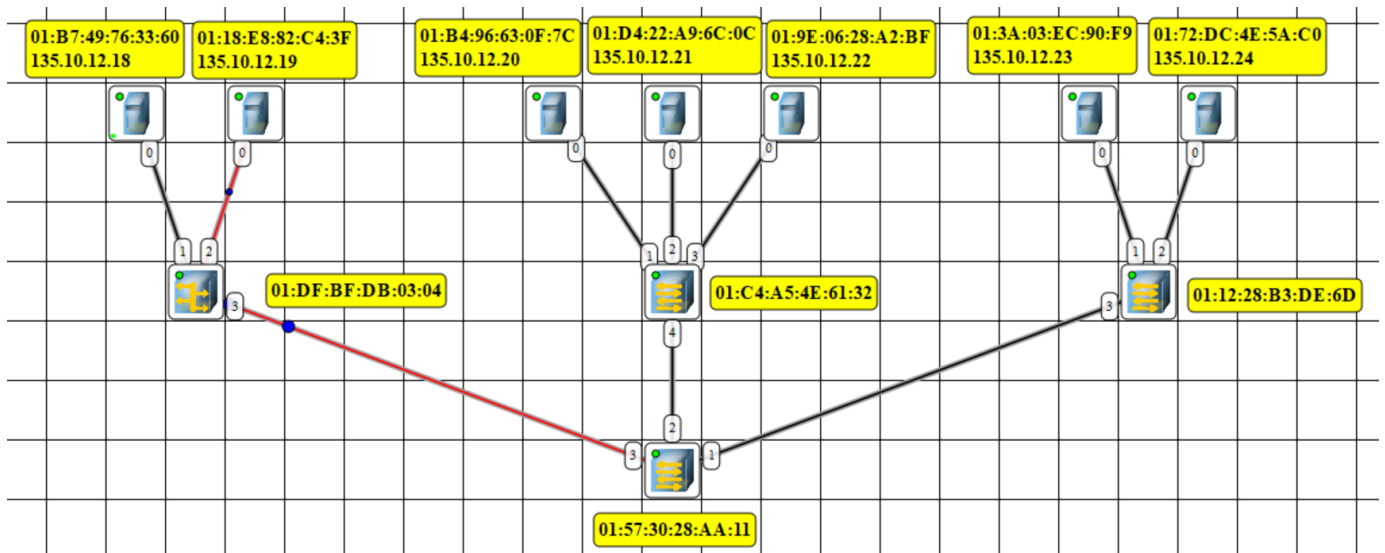 01:B7:49:76:33:60
135.10.12.18
01:18:E8:82:C4:3F
135.10.12.19
01:B4:96:63:0F:7C
135.10.12.20
01:D4:22:A9:6C:0C
135.10.12.21
01:9E:06:28:A2:BF
135.10.12.22
01:3A:03:EC:90:F9
135.10.12.23
01:72:DC:4E:5A:C0
135.10.12.24
0
0
0
0
0
0
0
1
2
1
2
3
1
2
3
01:DF:BF:DB:03:04
01:C4:A5:4E:61:32
3
01:12:28:B3:DE:6D
4
3
2
1
01:57:30:28:AA:11